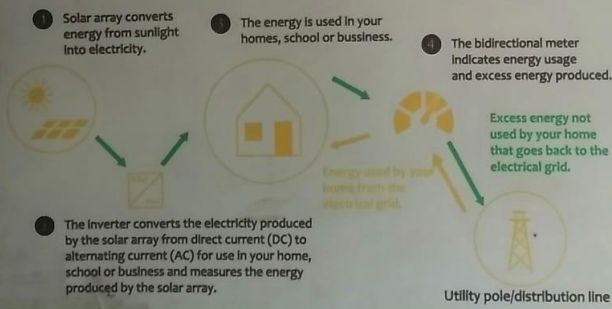 1 Solar array converts
energy from sunlight
into electricity.
The energy is used in your
homes, school or bussiness.
4 The bidirectional meter
indicates energy usage
and excess energy produced.
Excess energy not
used by your home
that goes back to the
electrical grid.
Energy used by your
home from the
electrical grid.
The inverter converts the electricity produced
by the solar array from direct current (DC) to
alternating current (AC) for use in your home,
school or business and measures the energy
produced by the solar array.
Utility pole/distribution line